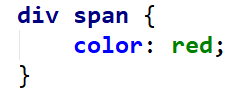 div span {
    color: red;
}